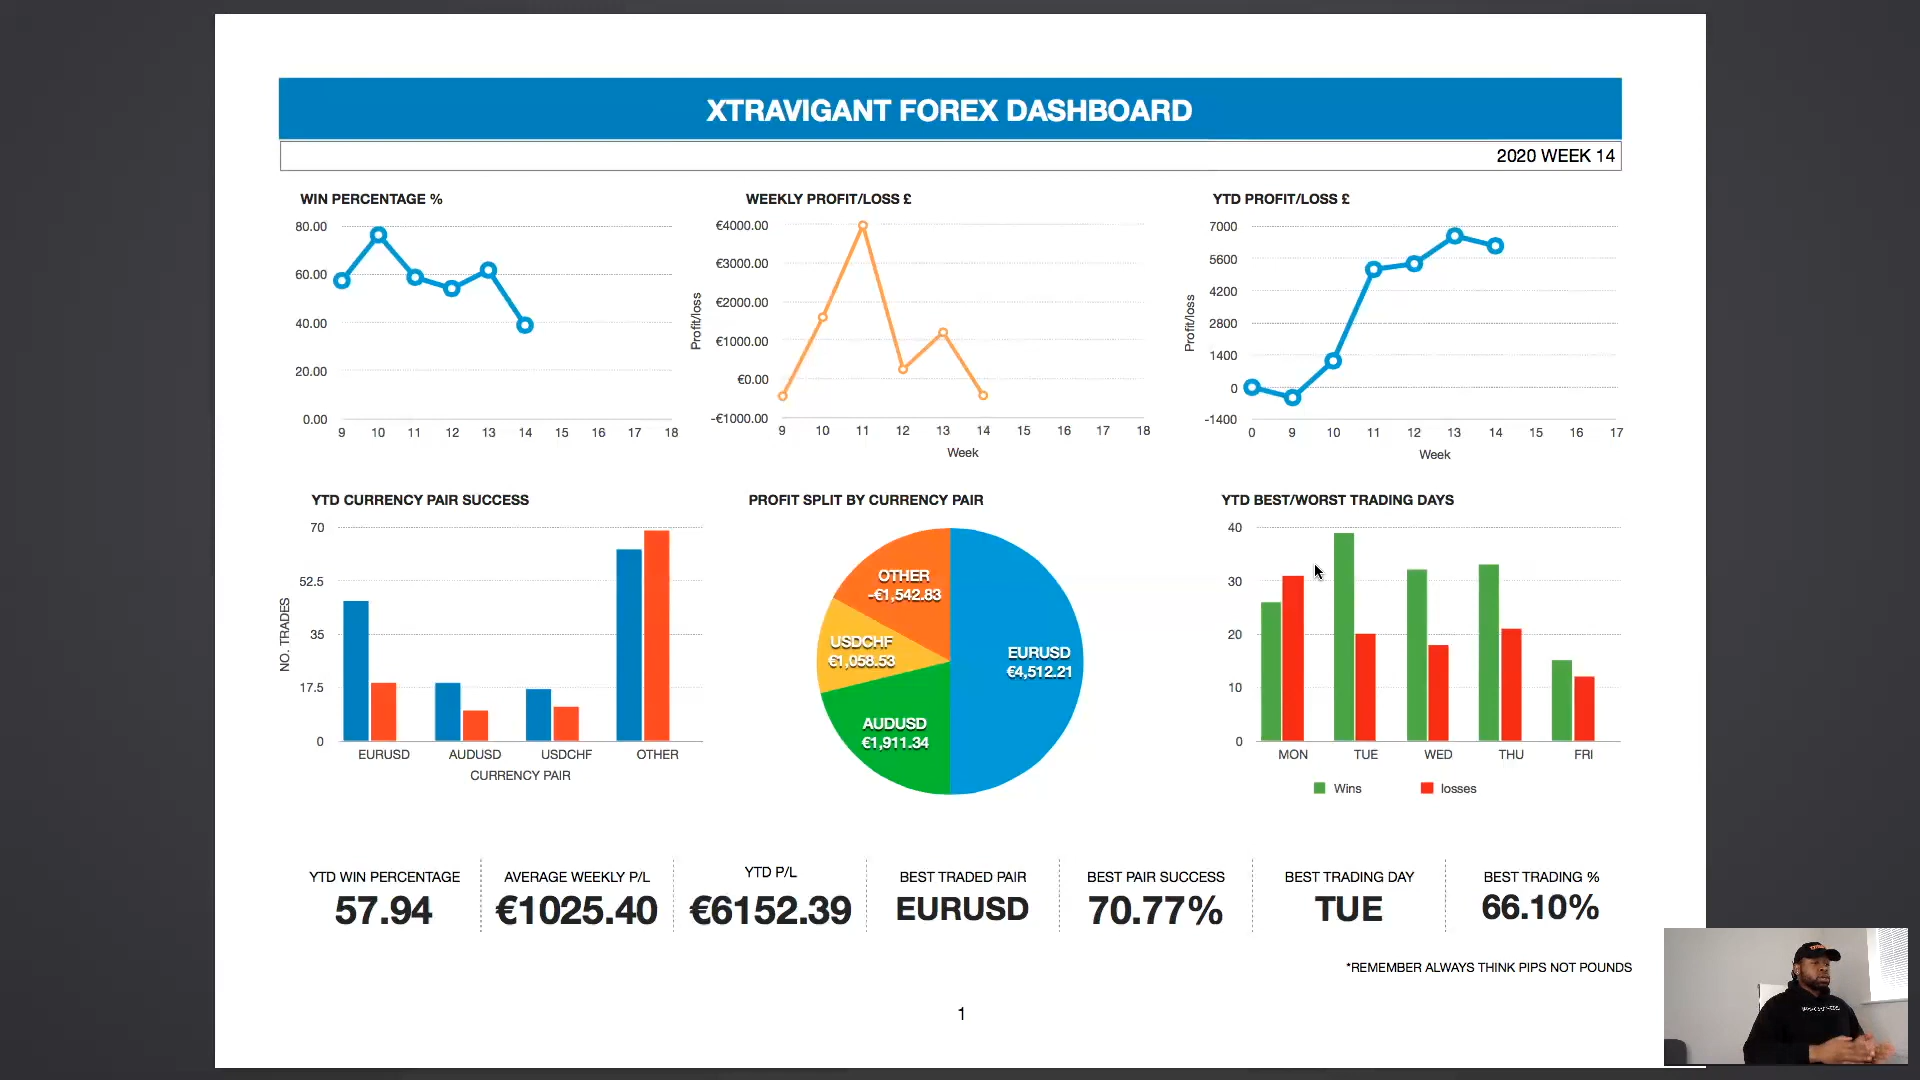 XTRAVIGANT FOREX DASHBOARD
2020 WEEK 14
WIN PERCENTAGE %
80.00
60.00
40.00
20.00
0.00
9 10 11 12 13 14 15 16 17 18
WEEKLY PROFIT/LOSS £
€4000.00
€3000.00
€2000.00
€1000.00
€0.00
-€1000.00
Profit/loss
9 10 11 12 13 14 15 16 17 18
Week
YTD PROFIT/LOSS £
7000
5600
4200
2800
1400
0
-1400
Profit/loss
0 9 10 11 12 13 14 15 16 17
Week
YTD CURRENCY PAIR SUCCESS
70
52.5
35
17.5
0
NO. TRADES
EURUSD AUDUSD USDCHF OTHER
CURRENCY PAIR
PROFIT SPLIT BY CURRENCY PAIR
OTHER
-€1,542.83
USDCHF
€1,058.53
EURUSD
€4,512.21
AUDUSD
€1,911.34
YTD BEST/WORST TRADING DAYS
40
30
20
10
0
MON TUE WED THU FRI
Wins losses
YTD WIN PERCENTAGE
57.94
AVERAGE WEEKLY P/L
€1025.40
YTD P/L
€6152.39
BEST TRADED PAIR
EURUSD
BEST PAIR SUCCESS
70.77%
BEST TRADING DAY
TUE
BEST TRADING %
66.10%
*REMEMBER ALWAYS THINK PIPS NOT POUNDS
1